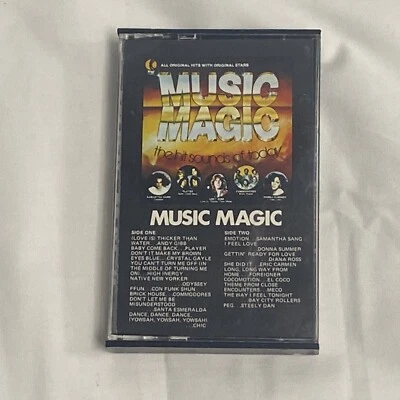 K
ALL ORIGINAL HITS WITH ORIGINAL STARS
MUSIC
MAGIC
the hit sounds of today
MUSIC MAGIC
SIDE ONE
(LOVE IS) THICKER THAN
WATER...ANDY GIBB
BABY COME BACK...PLAYER
DON'T IT MAKE MY BROWN
EYES BLUE...CRYSTAL GAYLE
YOU CAN'T TURN ME OFF (IN
THE MIDDLE OF TURNING ME
ON)...HIGH INERGY
NATIVE NEW YORKER
...ODYSSEY
FFUN...CON FUNK SHUN
BRICK HOUSE...COMMODORES
DON'T LET ME BE
MISUNDERSTOOD
...SANTA ESMERALDA
DANCE, DANCE, DANCE,
(YOWSAH, YOWSAH, YOWSAH)
...CHIC
SIDE TWO
EMOTION...SAMANTHA SANG
I FEEL LOVE
...DONNA SUMMER
GETTIN' READY FOR LOVE
...DIANA ROSS
SHE DID IT...ERIC CARMEN
LONG, LONG WAY FROM
HOME...FOREIGNER
COCOMOTION...EL COCO
THEME FROM CLOSE
ENCOUNTERS...MECO
THE WAY I FEEL TONIGHT
...BAY CITY ROLLERS
PEG...STEELY DAN